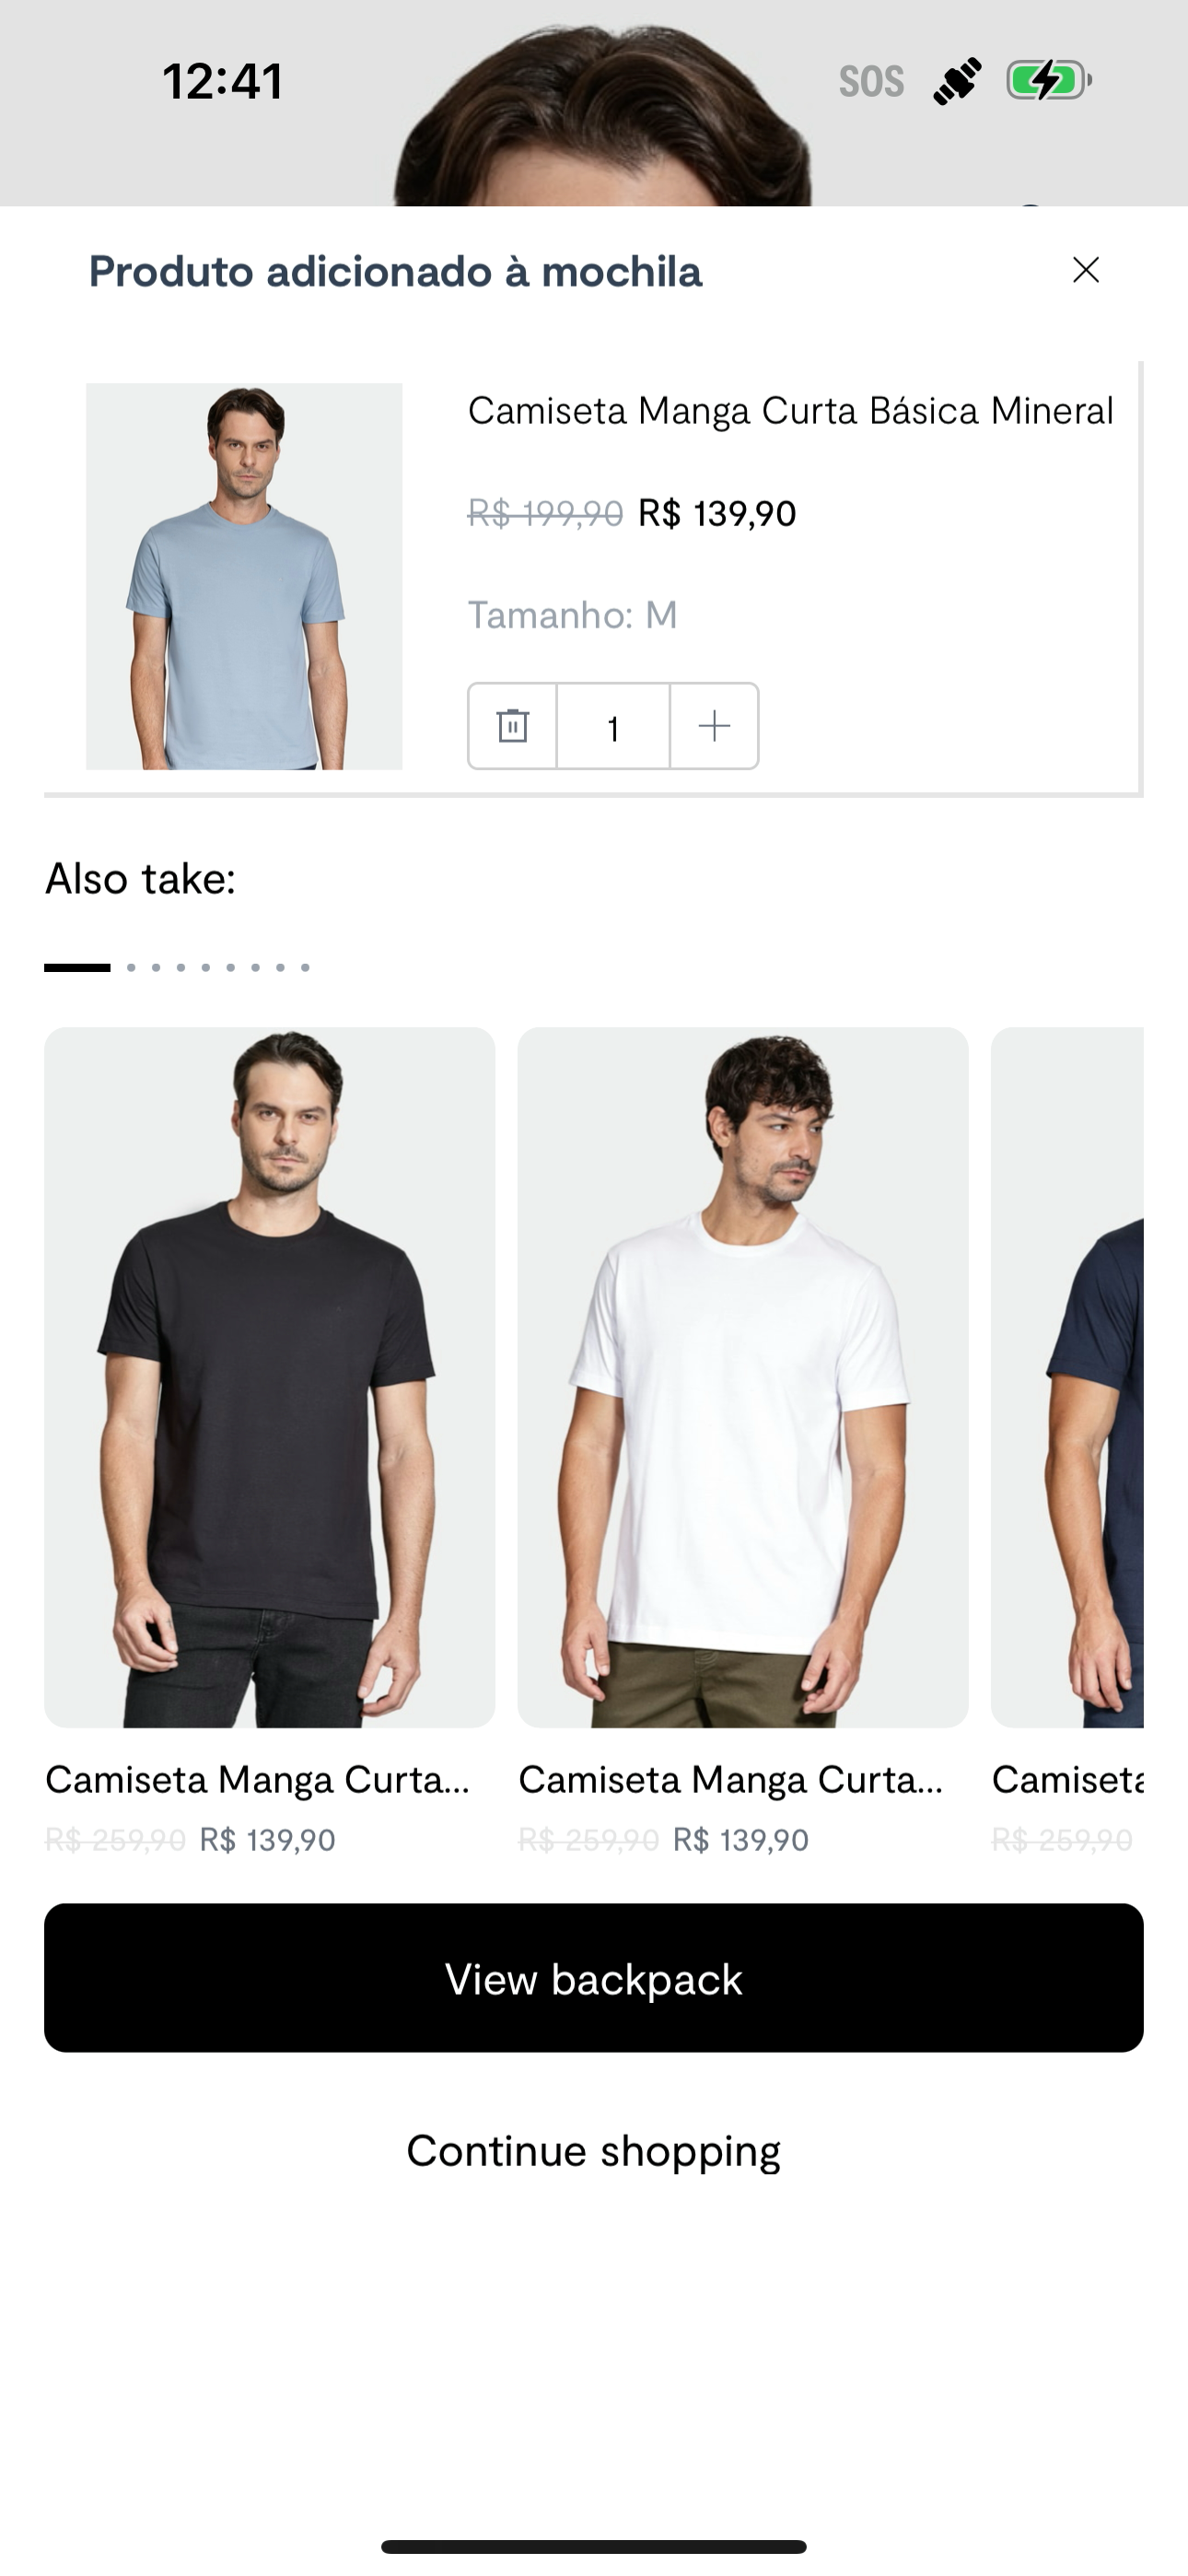 12:41 SOS
Produto adicionado à mochila
Camiseta Manga Curta Básica Mineral
R$ 199,90 R$ 139,90
Tamanho: M
1
Also take:
Camiseta Manga Curta... Camiseta Manga Curta... Camiseta
R$ 259,90 R$ 139,90 R$ 259,90 R$ 139,90 R$ 259,90
View backpack
Continue shopping